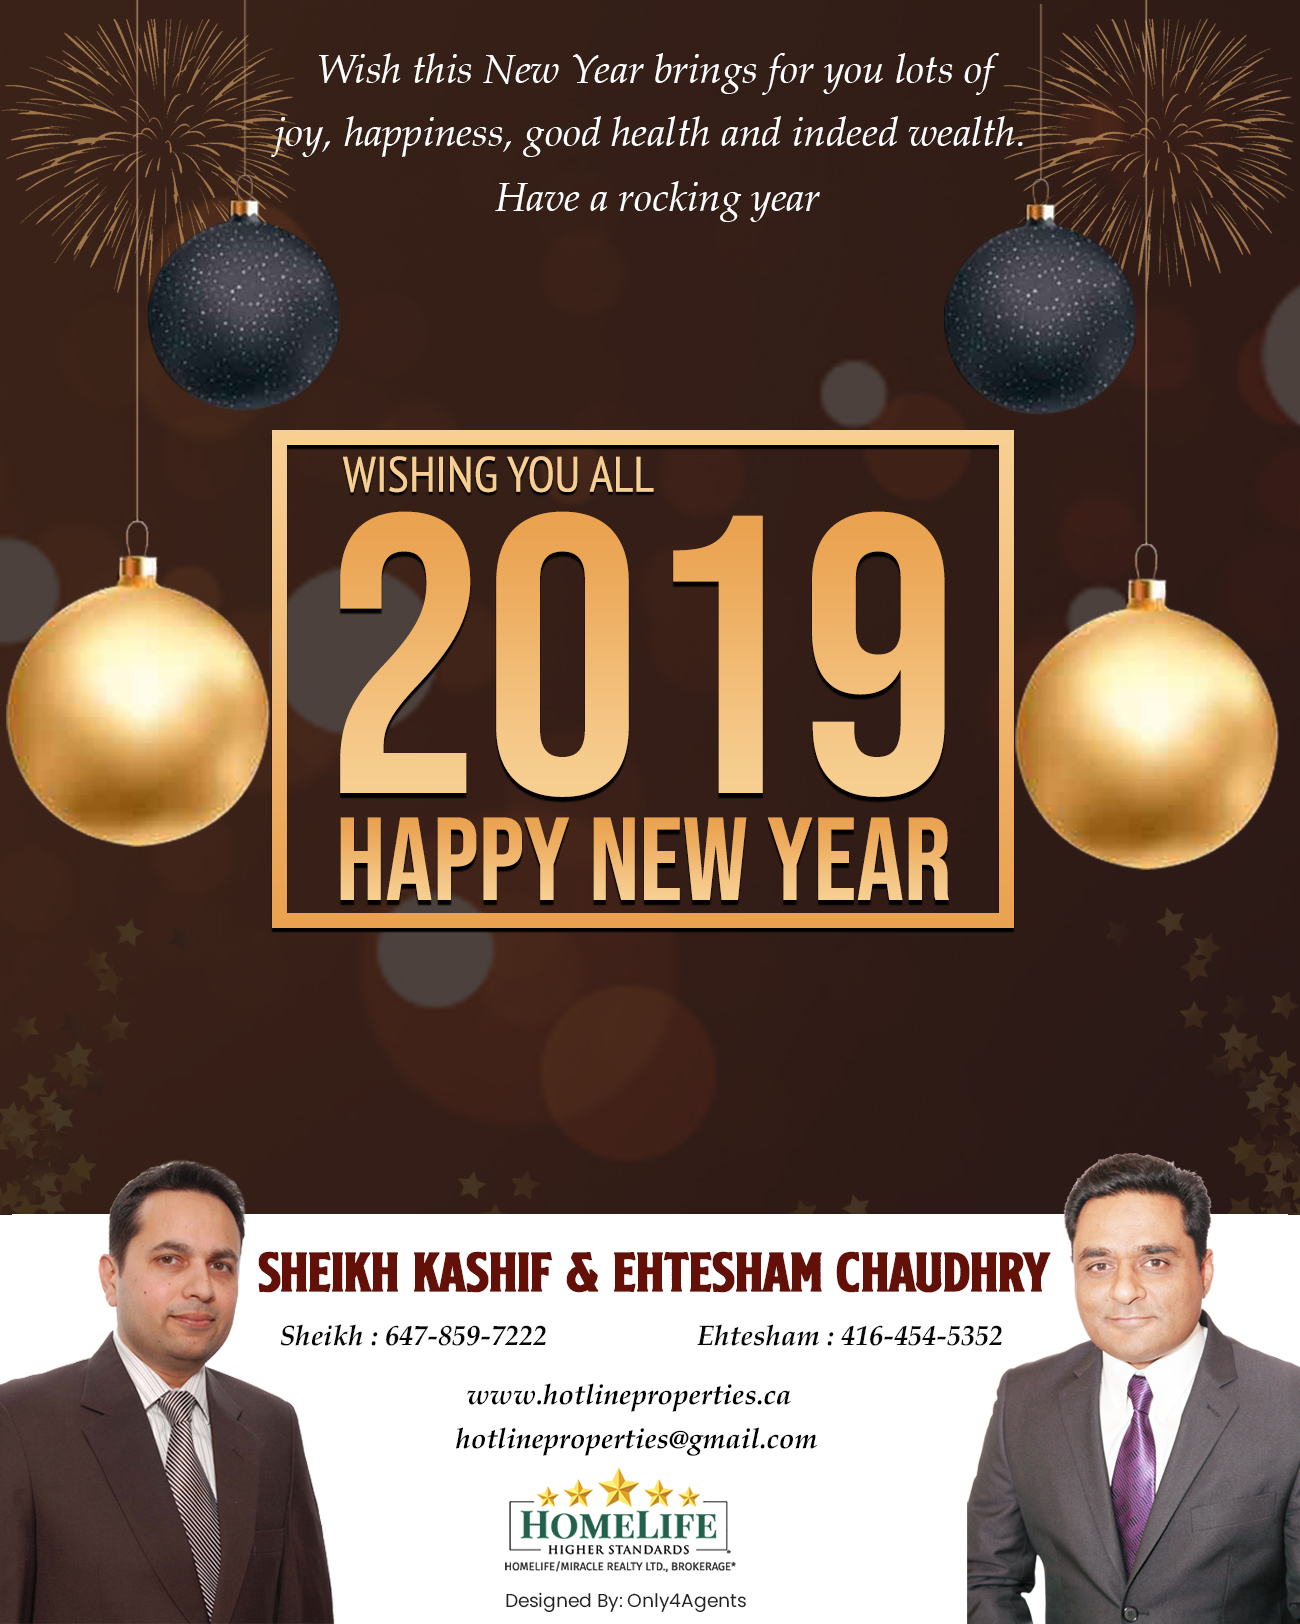 Wish this New Year brings for you lots of
joy, happiness, good health and indeed wealth.
Have a rocking year
WISHING YOU ALL
2019
HAPPY NEW YEAR
SHEIKH KASHIF & EHTESHAM CHAUDHRY
Sheikh : 647-859-7222 Ehtesham : 416-454-5352
www.hotlineproperties.ca
hotlineproperties@gmail.com
HOMELIFE
HIGHER STANDARDS
HOMELIFE/MIRACLE REALTY LTD., BROKERAGE*
Designed By: Only4Agents